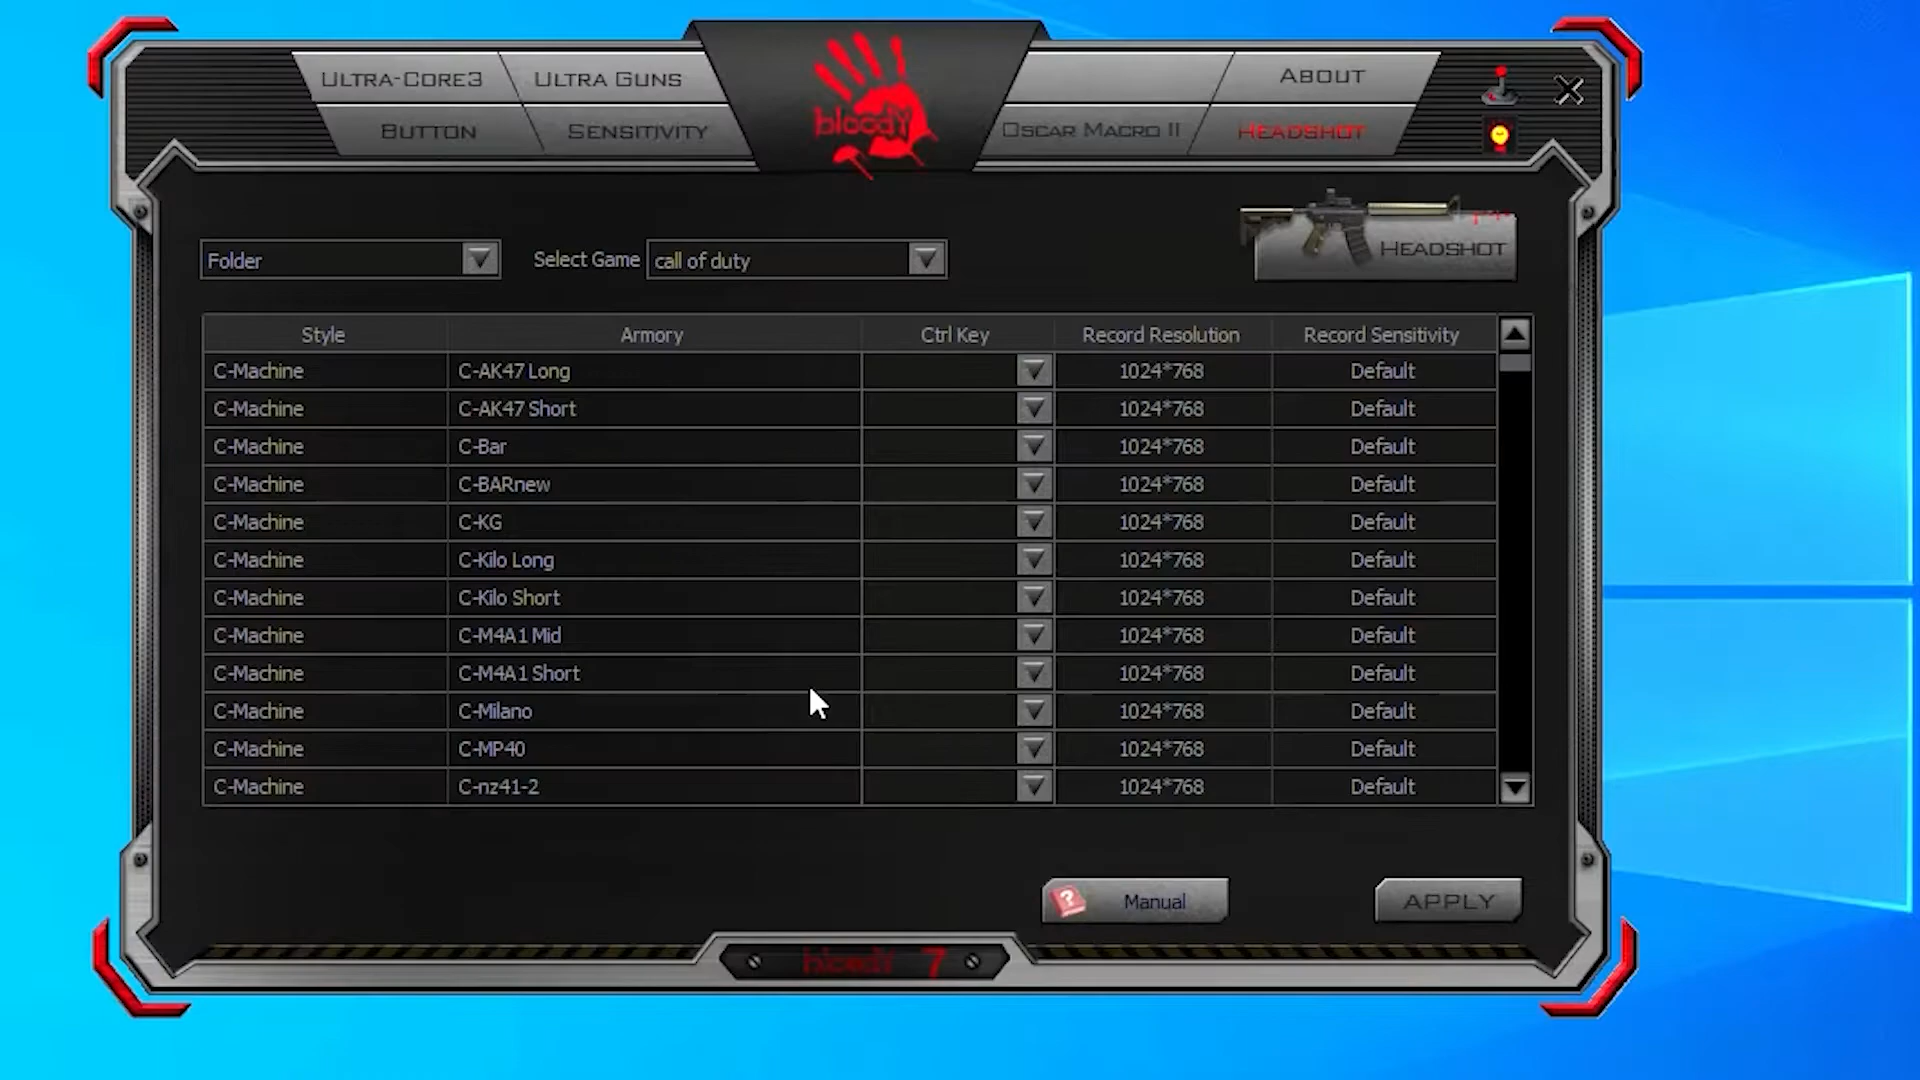 ULTRA-CORE3 ULTRA GUNS ABOUT
BUTTON SENSITIVITY bloody OSCAR MACRO II HEADSHOT
Folder Select Game call of duty HEADSHOT
Style Armory Ctrl Key Record Resolution Record Sensitivity
C-Machine C-AK47 Long 1024*768 Default
C-Machine C-AK47 Short 1024*768 Default
C-Machine C-Bar 1024*768 Default
C-Machine C-BARnew 1024*768 Default
C-Machine C-KG 1024*768 Default
C-Machine C-Kilo Long 1024*768 Default
C-Machine C-Kilo Short 1024*768 Default
C-Machine C-M4A1 Mid 1024*768 Default
C-Machine C-M4A1 Short 1024*768 Default
C-Machine C-Milano 1024*768 Default
C-Machine C-MP40 1024*768 Default
C-Machine C-nz41-2 1024*768 Default
? Manual APPLY
bloody 7